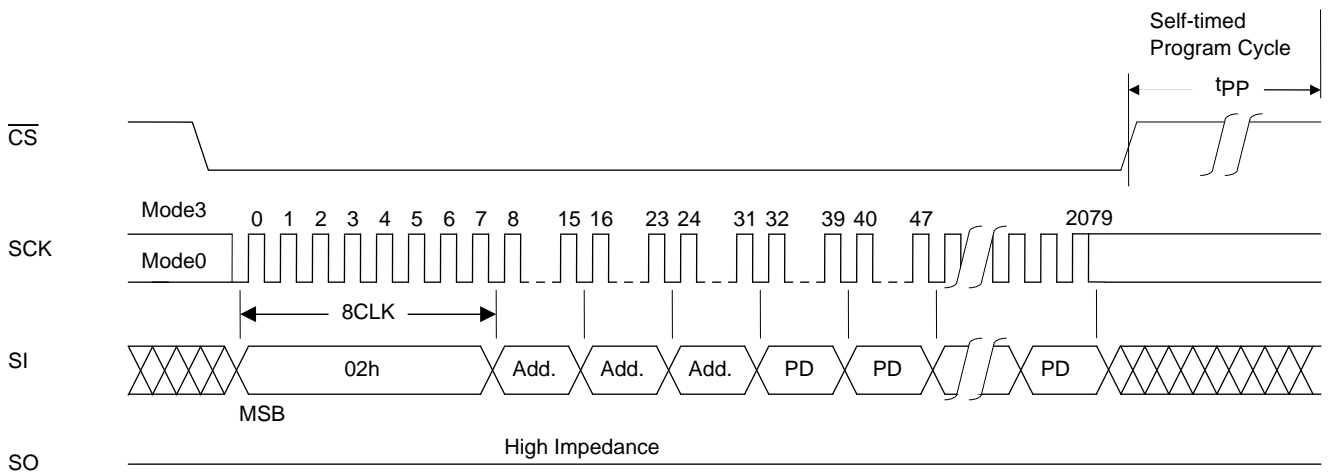 Self-timed
Program Cycle
tPP
CS
Mode3
0 1 2 3 4 5 6 7 8 15 16 23 24 31 32 39 40 47 2079
SCK
Mode0
8CLK
SI
02h Add. Add. Add. PD PD PD
MSB
High Impedance
SO